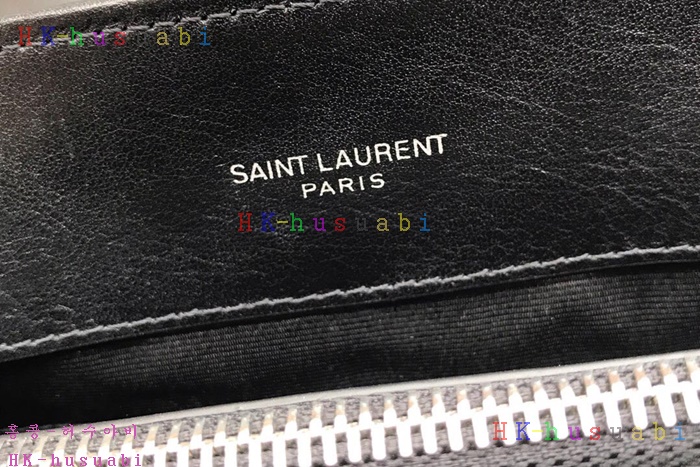 HK-husuabi
SAINT LAURENT
PARIS
HK-husuabi
홍콩 허수아비
HK-husuabi
HK-husuabi